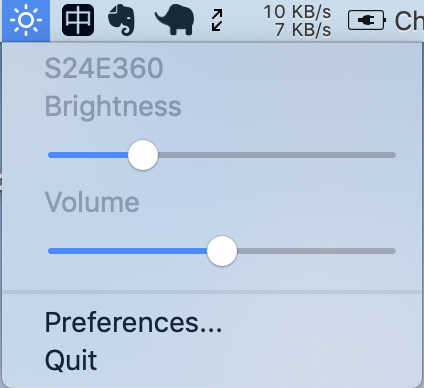 中
10 KB/s
7 KB/s
Ch
S24E360
Brightness
Volume
Preferences...
Quit